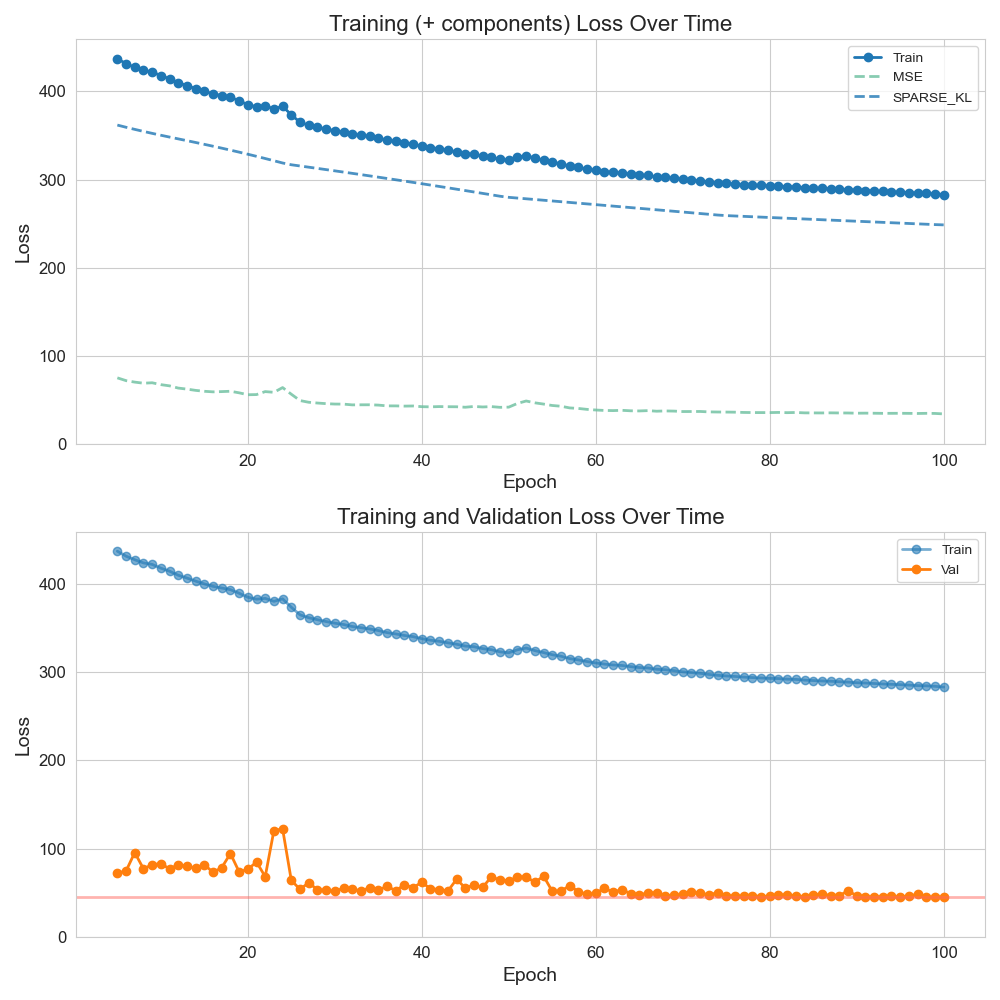 Training (+ components) Loss Over Time
Train
MSE
SPARSE_KL
400
300
200
100
0
Loss
20 40 60 80 100
Epoch
Training and Validation Loss Over Time
Train
Val
400
300
200
100
0
Loss
20 40 60 80 100
Epoch